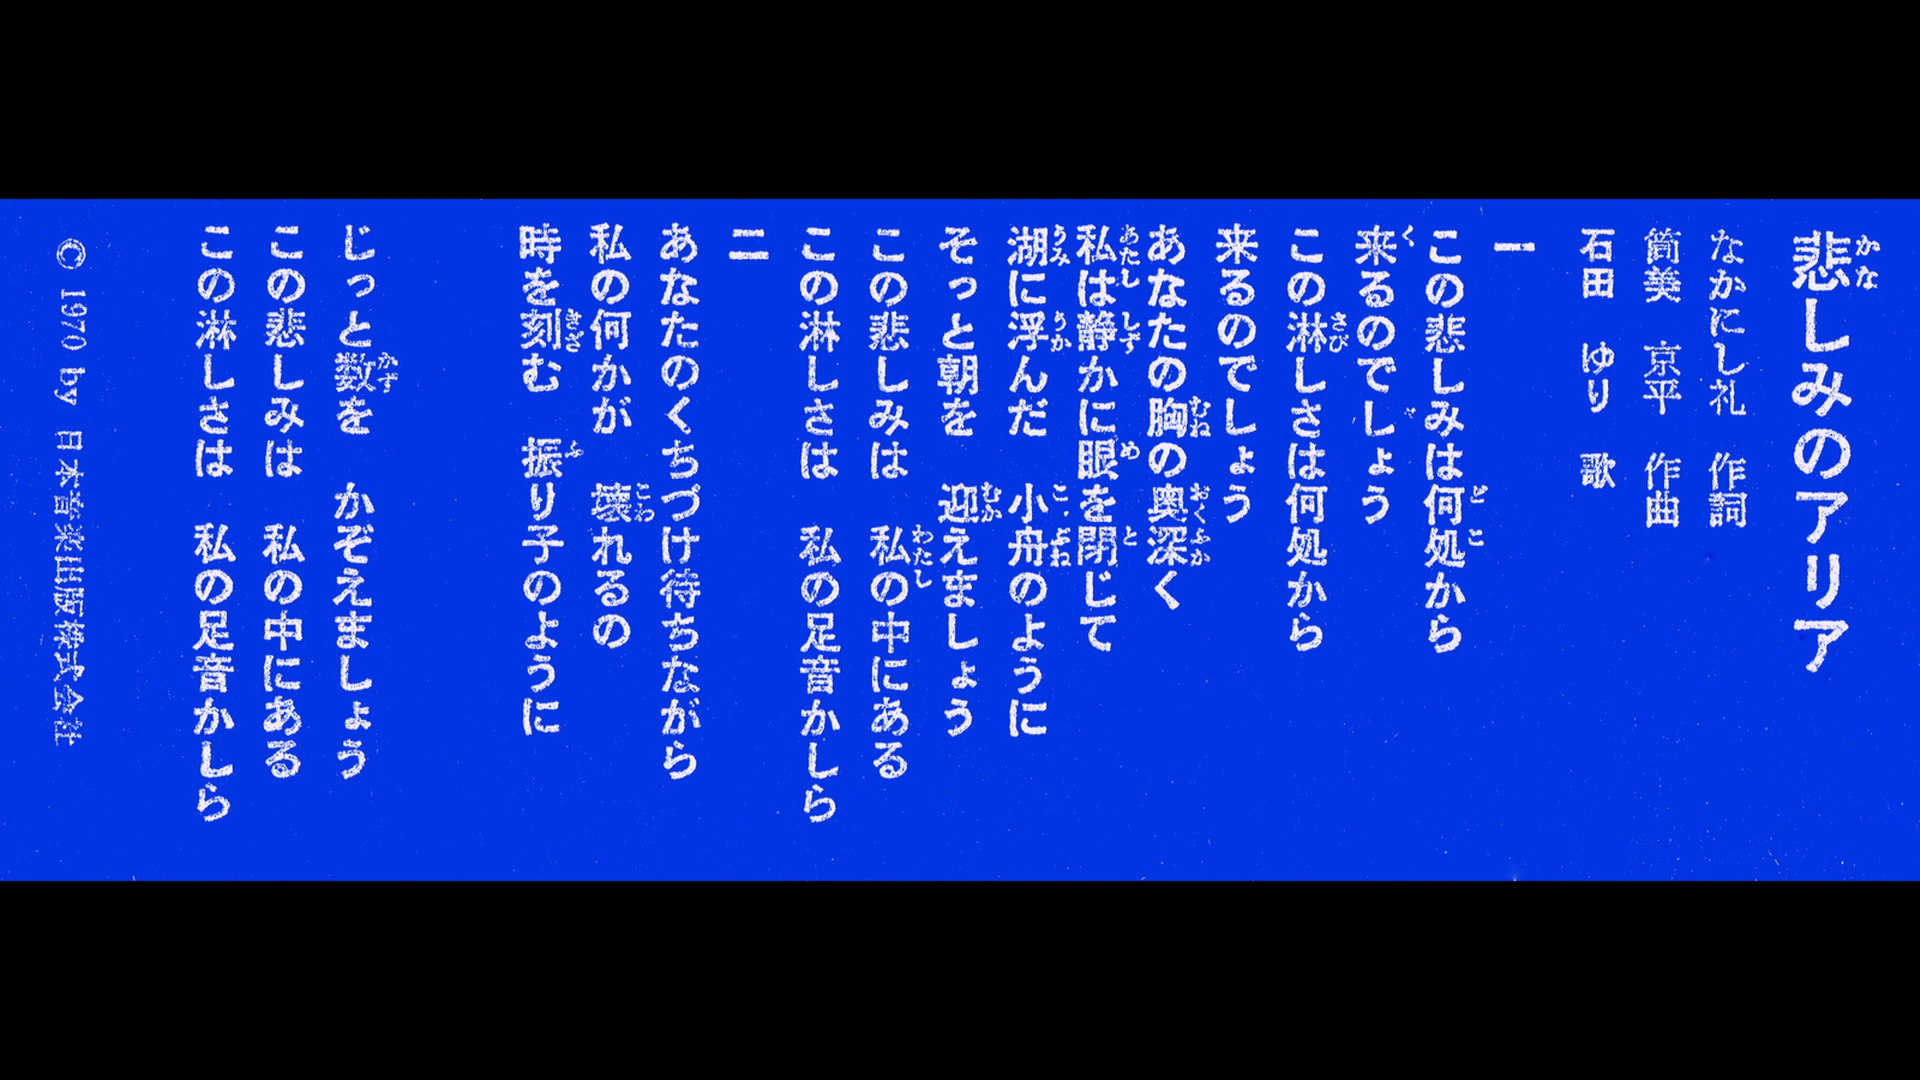 悲しみのアリア
なかにし礼　作詞
筒美　京平　作曲
石田　ゆり　歌
一
この悲しみは何処から
来るのでしょう
この淋しさは何処から
来るのでしょう
あなたの胸の奥深く
私は静かに眼を閉じて
湖に浮んだ　小舟のように
そっと朝を　迎えましょう
この悲しみは　私の中にある
この淋しさは　私の足音かしら
二
あなたのくちづけ待ちながら
私の何かが　壊れるの
時を刻む　振り子のように
じっと数を　かぞえましょう
この悲しみは　私の中にある
この淋しさは　私の足音かしら
© 1970 by 日本音楽出版株式会社